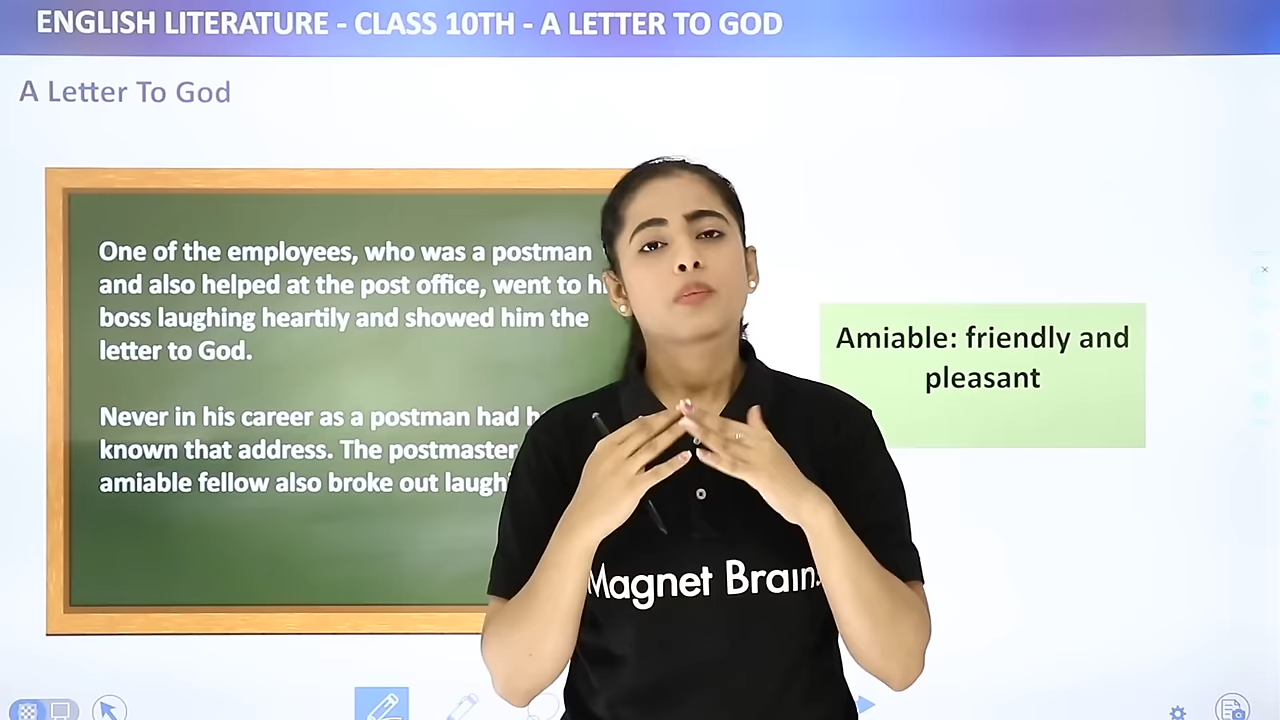 ENGLISH LITERATURE - CLASS 10TH - A LETTER TO GOD
A Letter To God
One of the employees, who was a postman
and also helped at the post office, went to
boss laughing heartily and showed him the
letter to God.
Never in his career as a postman had
known that address. The postmaster
amiable fellow also broke out
Amiable: friendly and
pleasant
Magnet Brains